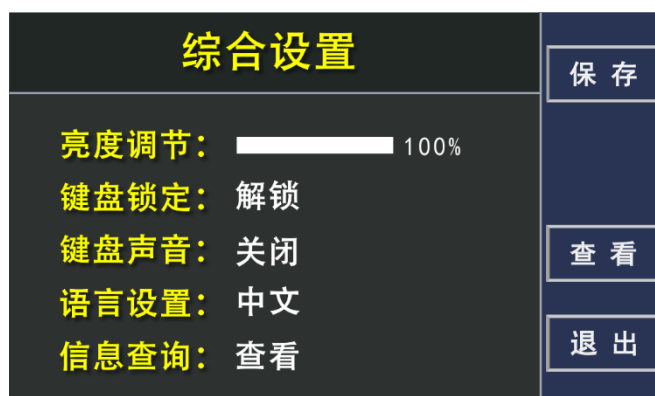 综合设置
亮度调节： 100%
键盘锁定： 解锁
键盘声音： 关闭
语言设置： 中文
信息查询： 查看
保 存
查 看
退 出